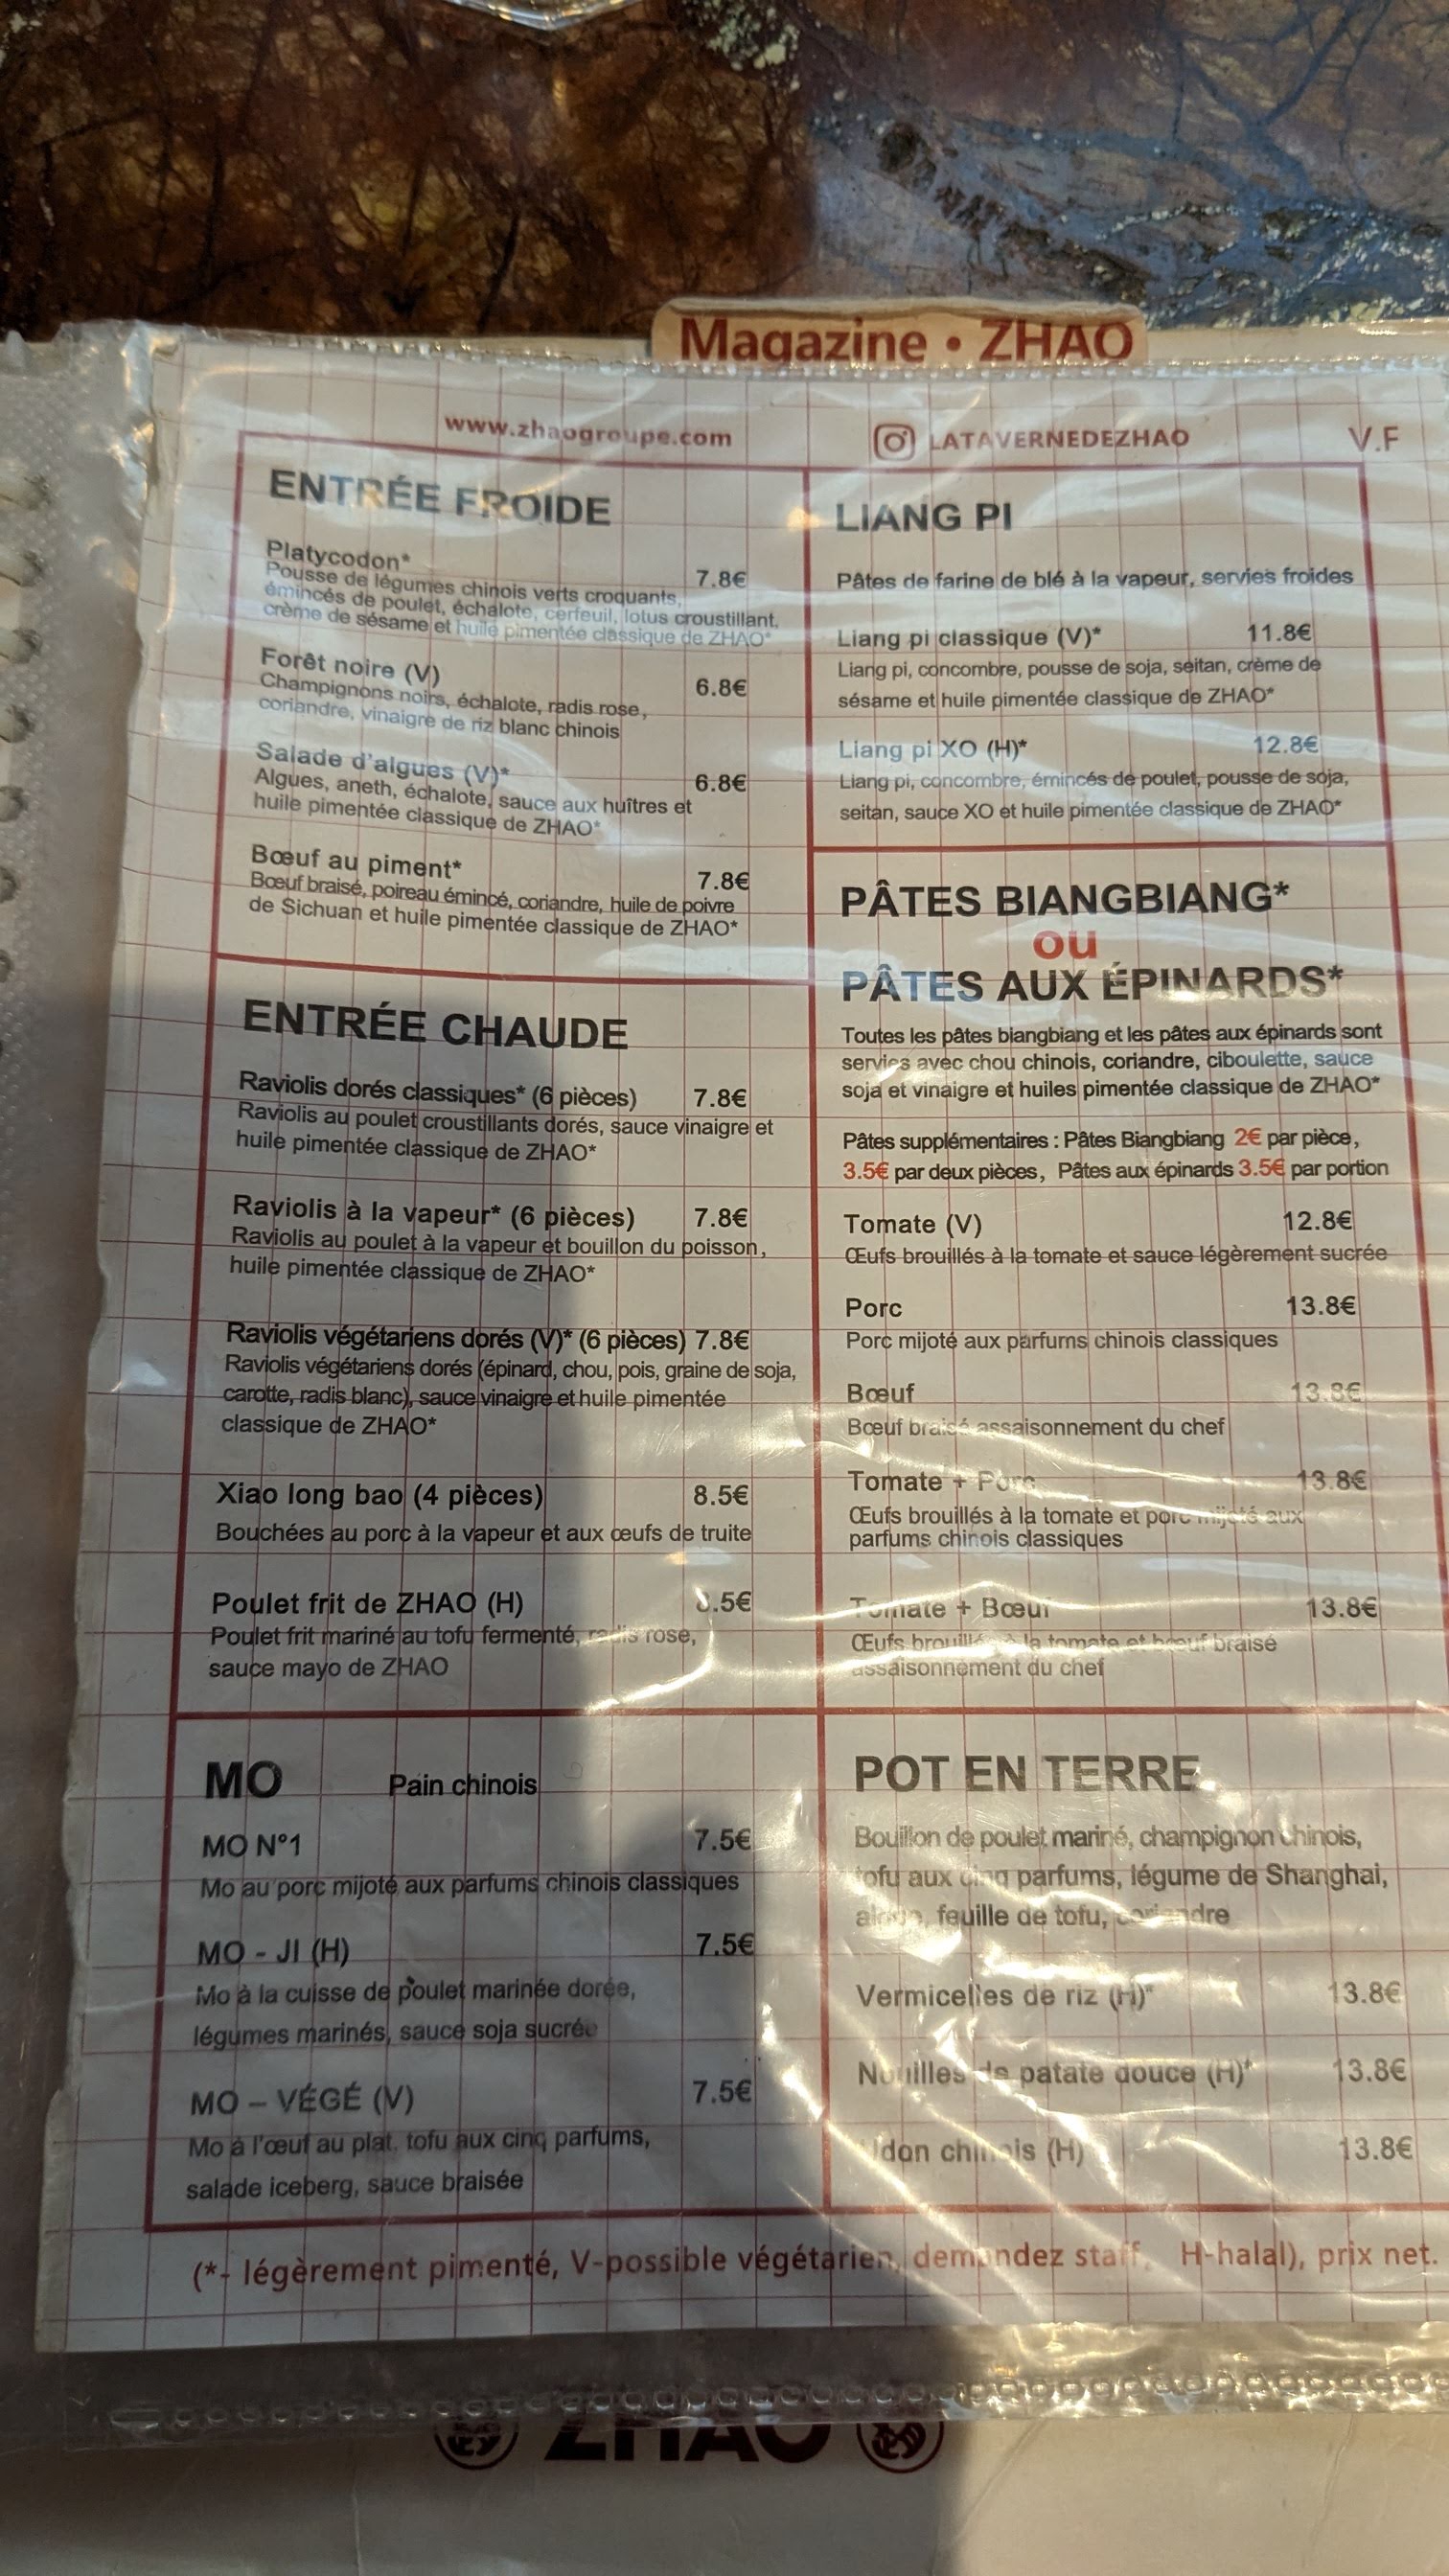 Magazine • ZHAO
www.zhaogroupe.com
LATAVERNEDEZHAO
V.F
ENTRÉE FROIDE
Platycodon*
7.8€
Pousse de légumes chinois verts croquants,
émincés de poulet, échalote, cerfeuil, lotus croustillant,
crème de sésame et huile pimentée classique de ZHAO*
Forêt noire (V)
6.8€
Champignons noirs, échalote, radis rose,
coriandre, vinaigre de riz blanc chinois
Salade d'algues (V)*
6.8€
Algues, aneth, échalote, sauce aux huîtres et
huile pimentée classique de ZHAO*
Bœuf au piment*
7.8€
Bœuf braisé, poireau émincé, coriandre, huile de poivre
de Sichuan et huile pimentée classique de ZHAO*
ENTRÉE CHAUDE
Raviolis dorés classiques* (6 pièces) 7.8€
Raviolis au poulet croustillants dorés, sauce vinaigre et
huile pimentée classique de ZHAO*
Raviolis à la vapeur* (6 pièces) 7.8€
Raviolis au poulet à la vapeur et bouillon du poisson,
huile pimentée classique de ZHAO*
Raviolis végétariens dorés (V)* (6 pièces) 7.8€
Raviolis végétariens dorés (épinard, chou, pois, graine de soja,
carotte, radis blanc), sauce vinaigre et huile pimentée
classique de ZHAO*
Xiao long bao (4 pièces) 8.5€
Bouchées au porc à la vapeur et aux œufs de truite
Poulet frit de ZHAO (H) .5€
Poulet frit mariné au tofu fermenté, radis rose,
sauce mayo de ZHAO
MO Pain chinois
MO N°1 7.5€
Mo au porc mijoté aux parfums chinois classiques
MO - JI (H) 7.5€
Mo à la cuisse de poulet marinée dorée,
légumes marinés, sauce soja sucrée
MO – VÉGÉ (V) 7.5€
Mo à l'œuf au plat, tofu aux cinq parfums,
salade iceberg, sauce braisée
LIANG PI
Pâtes de farine de blé à la vapeur, servies froides
Liang pi classique (V)* 11.8€
Liang pi, concombre, pousse de soja, seitan, crème de
sésame et huile pimentée classique de ZHAO*
Liang pi XO (H)* 12.8€
Liang pi, concombre, émincés de poulet, pousse de soja,
seitan, sauce XO et huile pimentée classique de ZHAO*
PÂTES BIANGBIANG*
ou
PÂTES AUX ÉPINARDS*
Toutes les pâtes biangbiang et les pâtes aux épinards sont
servies avec chou chinois, coriandre, ciboulette, sauce
soja et vinaigre et huiles pimentée classique de ZHAO*
Pâtes supplémentaires : Pâtes Biangbiang 2€ par pièce,
3.5€ par deux pièces, Pâtes aux épinards 3.5€ par portion
Tomate (V) 12.8€
Œufs brouillés à la tomate et sauce légèrement sucrée
Porc 13.8€
Porc mijoté aux parfums chinois classiques
Bœuf 13.8€
Bœuf braisé assaisonnement du chef
Tomate + Porc 13.8€
Œufs brouillés à la tomate et porc mijoté aux
parfums chinois classiques
Tomate + Bœuf 13.8€
Œufs brouillés à la tomate et bœuf braisé
assaisonnement du chef
POT EN TERRE
Bouillon de poulet mariné, champignon chinois,
tofu aux cinq parfums, légume de Shanghai,
algue, feuille de tofu, coriandre
Vermicelles de riz (H)* 13.8€
Nouilles de patate douce (H)* 13.8€
Udon chinois (H) 13.8€
(*- légèrement pimenté, V-possible végétarien, demandez staff, H-halal), prix net.
ZHAO